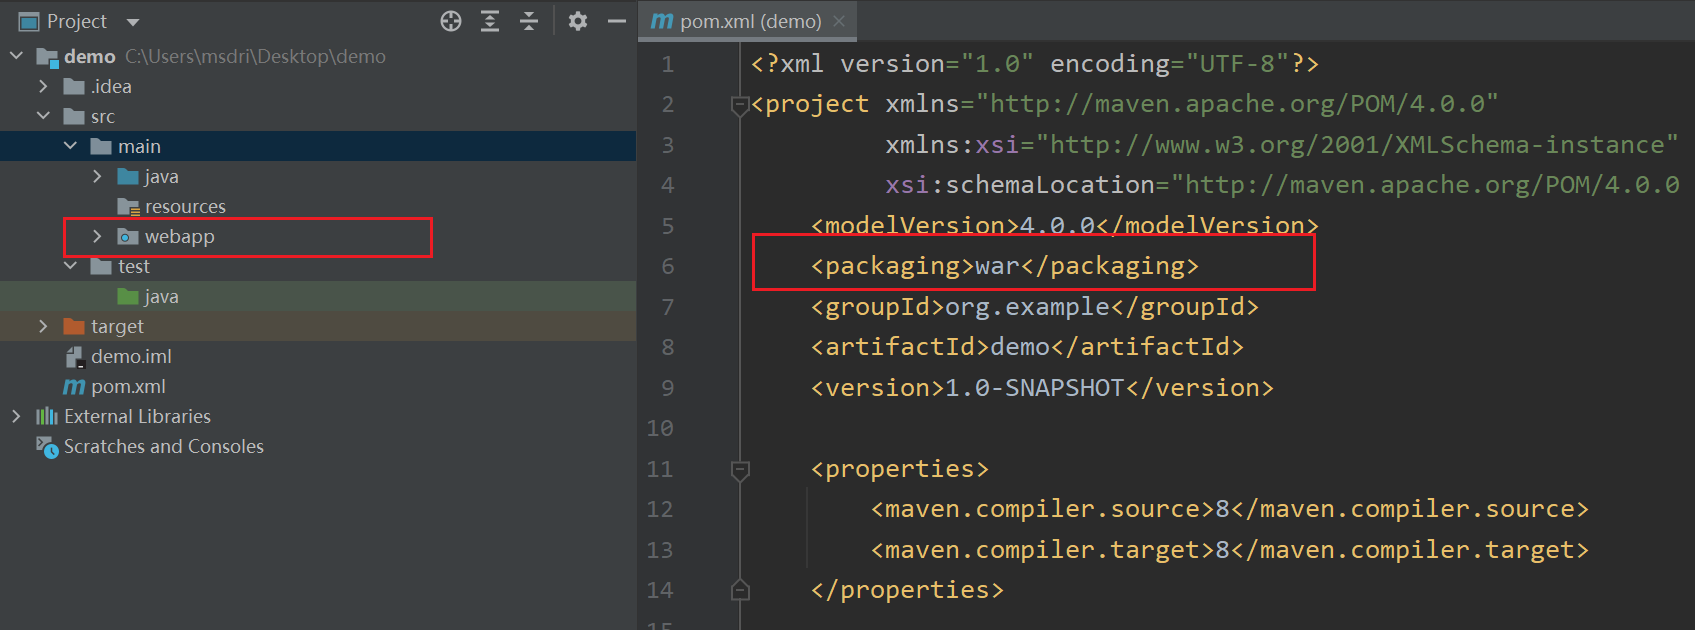 Project
demo C:\Users\msdri\Desktop\demo
.idea
src
main
java
resources
webapp
test
java
target
demo.iml
m pom.xml
External Libraries
Scratches and Consoles
m pom.xml (demo)
1 <?xml version="1.0" encoding="UTF-8"?>
2 <project xmlns="http://maven.apache.org/POM/4.0.0"
3 xmlns:xsi="http://www.w3.org/2001/XMLSchema-instance"
4 xsi:schemaLocation="http://maven.apache.org/POM/4.0.0
5 <modelVersion>4.0.0</modelVersion>
6 <packaging>war</packaging>
7 <groupId>org.example</groupId>
8 <artifactId>demo</artifactId>
9 <version>1.0-SNAPSHOT</version>
10
11 <properties>
12 <maven.compiler.source>8</maven.compiler.source>
13 <maven.compiler.target>8</maven.compiler.target>
14 </properties>
15